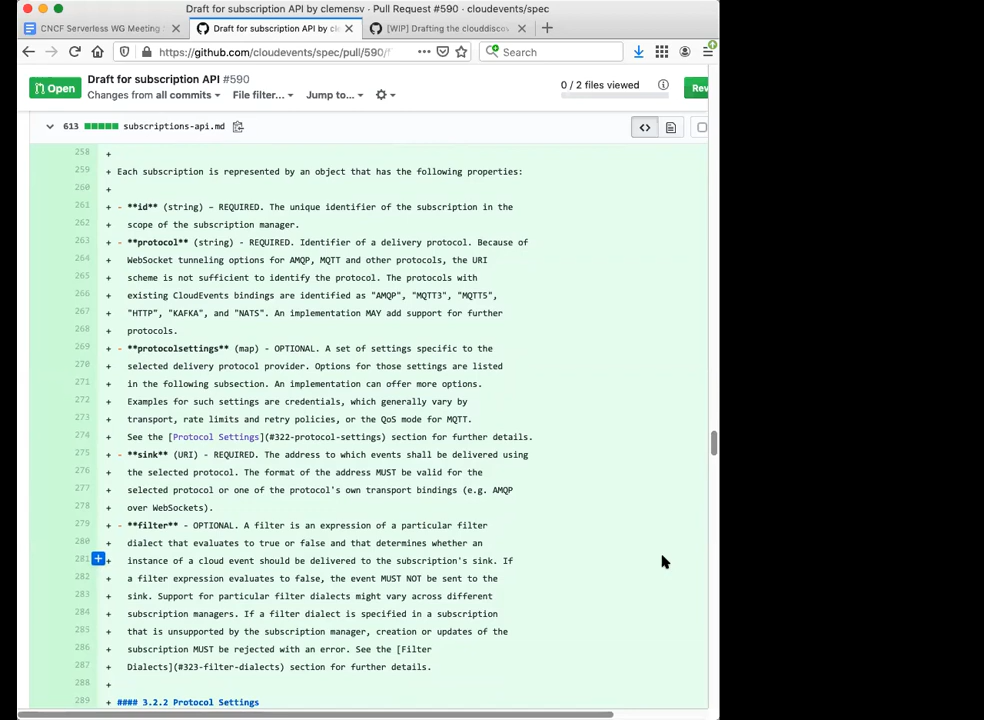 Draft for subscription API by clemensv · Pull Request #590 · cloudevents/spec
CNCF Serverless WG Meeting
Draft for subscription API by cle
[WIP] Drafting the clouddiscov
https://github.com/cloudevents/spec/pull/590/f
Search
Open
Draft for subscription API #590
Changes from all commits
File filter...
Jump to...
0 / 2 files viewed
Rev
613 subscriptions-api.md
258 +
259 + Each subscription is represented by an object that has the following properties:
260 +
261 + - **id** (string) – REQUIRED. The unique identifier of the subscription in the
262 + scope of the subscription manager.
263 + - **protocol** (string) - REQUIRED. Identifier of a delivery protocol. Because of
264 + WebSocket tunneling options for AMQP, MQTT and other protocols, the URI
265 + scheme is not sufficient to identify the protocol. The protocols with
266 + existing CloudEvents bindings are identified as "AMQP", "MQTT3", "MQTT5",
267 + "HTTP", "KAFKA", and "NATS". An implementation MAY add support for further
268 + protocols.
269 + - **protocolsettings** (map) - OPTIONAL. A set of settings specific to the
270 + selected delivery protocol provider. Options for those settings are listed
271 + in the following subsection. An implementation can offer more options.
272 + Examples for such settings are credentials, which generally vary by
273 + transport, rate limits and retry policies, or the QoS mode for MQTT.
274 + See the [Protocol Settings](#322-protocol-settings) section for further details.
275 + - **sink** (URI) - REQUIRED. The address to which events shall be delivered using
276 + the selected protocol. The format of the address MUST be valid for the
277 + selected protocol or one of the protocol's own transport bindings (e.g. AMQP
278 + over WebSockets).
279 + - **filter** - OPTIONAL. A filter is an expression of a particular filter
280 + dialect that evaluates to true or false and that determines whether an
281 + instance of a cloud event should be delivered to the subscription's sink. If
282 + a filter expression evaluates to false, the event MUST NOT be sent to the
283 + sink. Support for particular filter dialects might vary across different
284 + subscription managers. If a filter dialect is specified in a subscription
285 + that is unsupported by the subscription manager, creation or updates of the
286 + subscription MUST be rejected with an error. See the [Filter
287 + Dialects](#323-filter-dialects) section for further details.
288 +
289 + #### 3.2.2 Protocol Settings